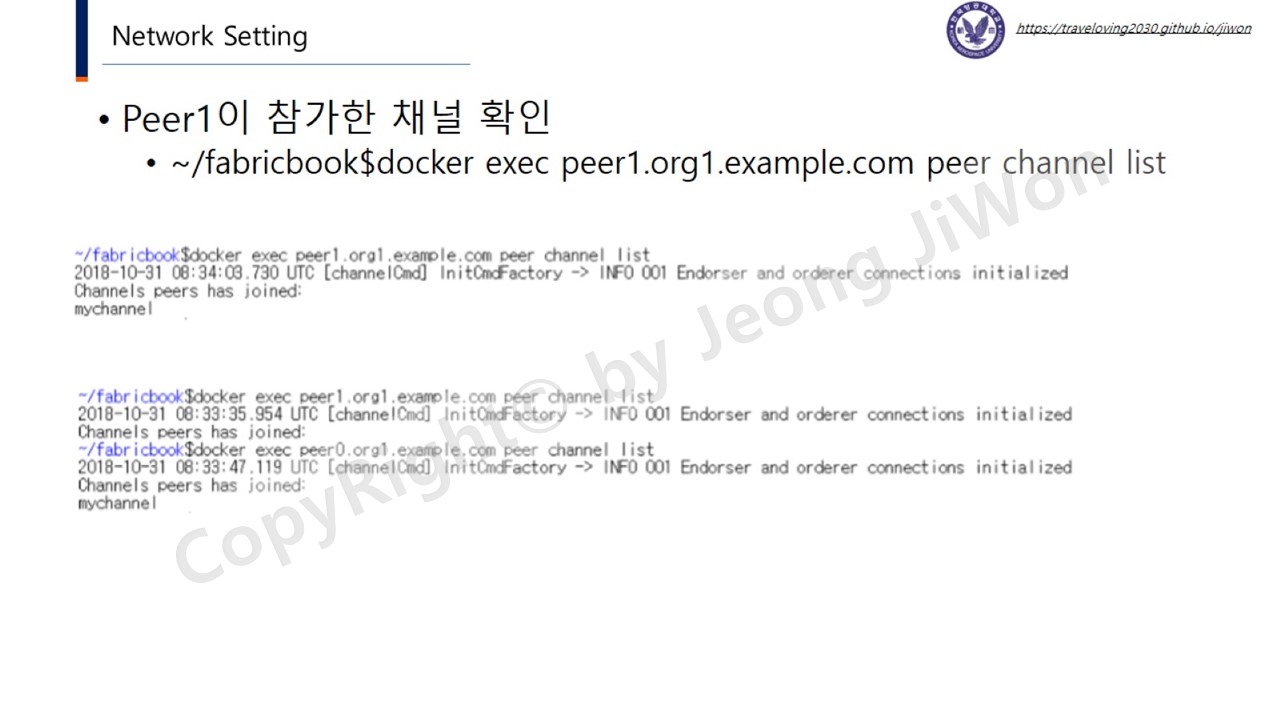 Network Setting
https://traveloving2030.github.io/jiwon
• Peer1이 참가한 채널 확인
• ~/fabricbook$docker exec peer1.org1.example.com peer channel list
~/fabricbook$docker exec peer1.org1.example.com peer channel list
2018-10-31 08:34:03.730 UTC [channelCmd] InitCmdFactory -> INFO 001 Endorser and orderer connections initialized
Channels peers has joined:
mychannel
~/fabricbook$docker exec peer1.org1.example.com peer channel list
2018-10-31 08:33:35.954 UTC [channelCmd] InitCmdFactory -> INFO 001 Endorser and orderer connections initialized
Channels peers has joined:
~/fabricbook$docker exec peer0.org1.example.com peer channel list
2018-10-31 08:33:47.119 UTC [channelCmd] InitCmdFactory -> INFO 001 Endorser and orderer connections initialized
Channels peers has joined:
mychannel
CopyRight© by Jeong JiWon